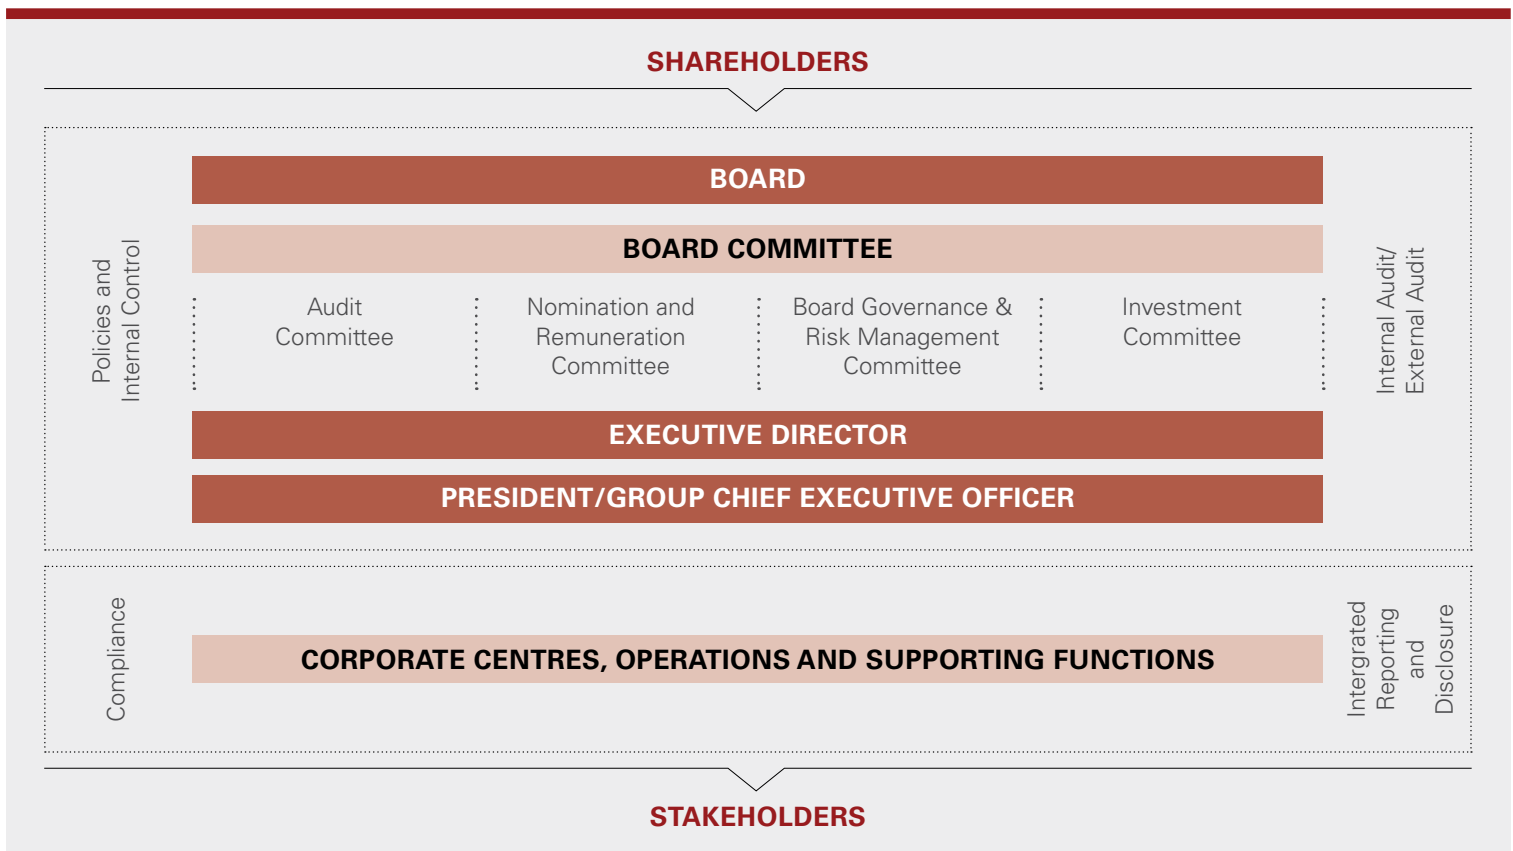 SHAREHOLDERS
Policies and
Internal Control
BOARD
BOARD COMMITTEE
Audit
Committee
Nomination and
Remuneration
Committee
Board Governance &
Risk Management
Committee
Investment
Committee
EXECUTIVE DIRECTOR
PRESIDENT/GROUP CHIEF EXECUTIVE OFFICER
Internal Audit/
External Audit
Compliance
CORPORATE CENTRES, OPERATIONS AND SUPPORTING FUNCTIONS
Intergrated
Reporting
and
Disclosure
STAKEHOLDERS